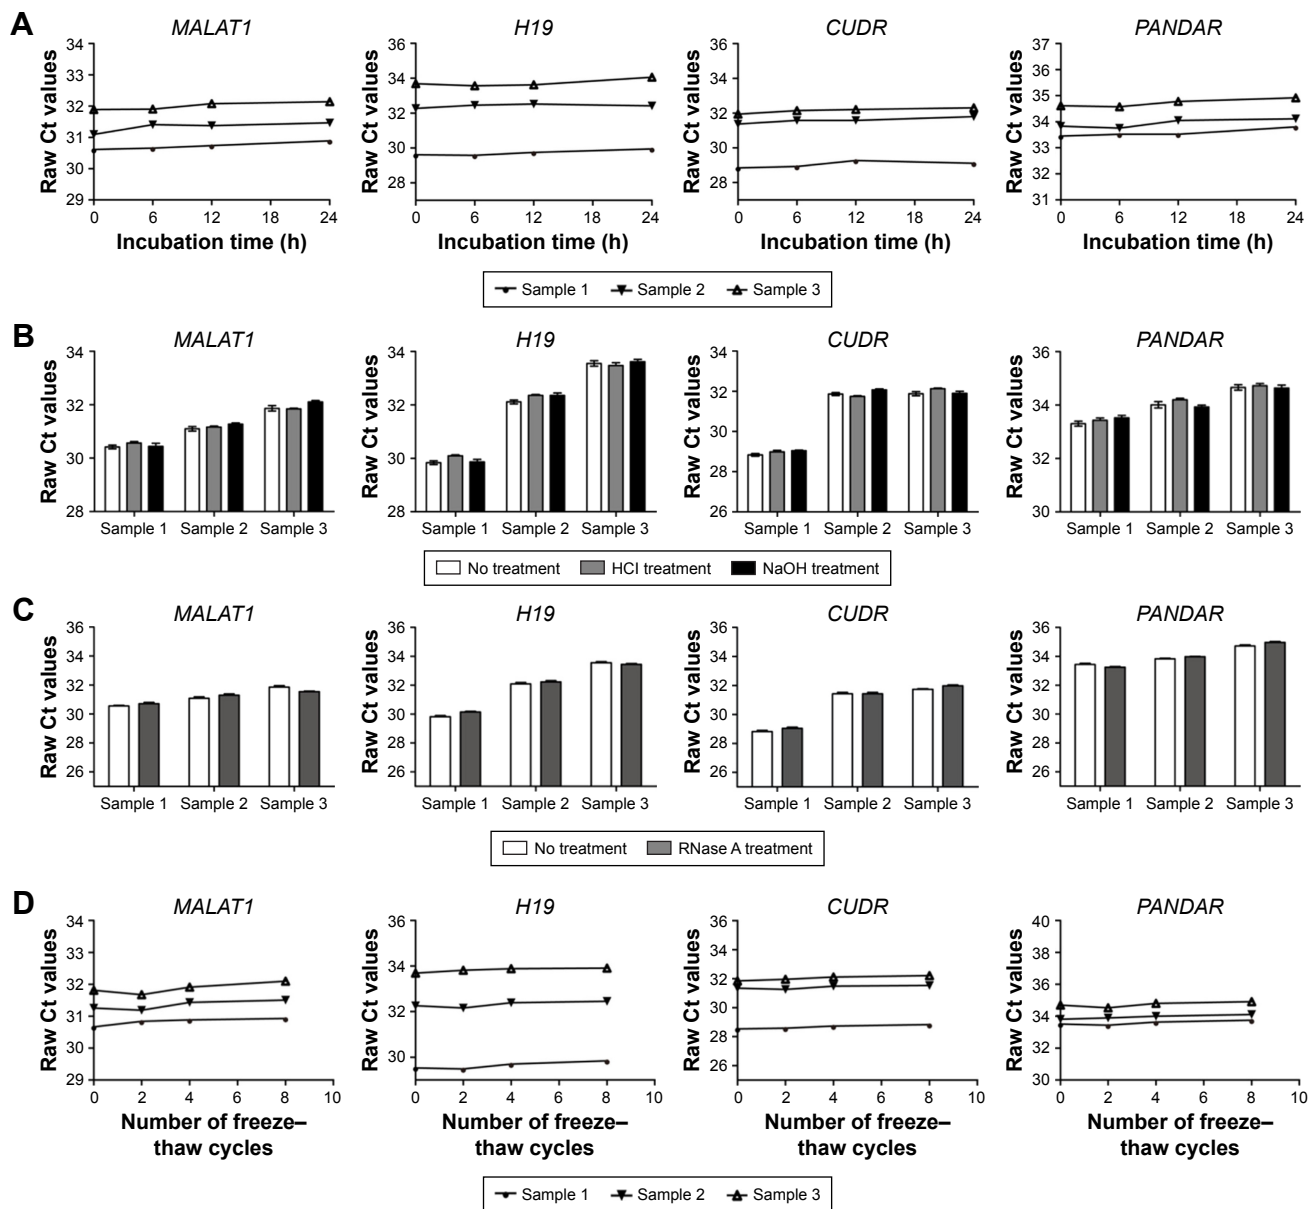 A
MALAT1
H19
CUDR
PANDAR
Raw Ct values
34
33
32
31
30
29
0 6 12 18 24
Incubation time (h)
Raw Ct values
36
34
32
30
28
0 6 12 18 24
Incubation time (h)
Raw Ct values
36
34
32
30
28
0 6 12 18 24
Incubation time (h)
Raw Ct values
37
36
35
34
33
32
31
0 6 12 18 24
Incubation time (h)
Sample 1 Sample 2 Sample 3
B
MALAT1
H19
CUDR
PANDAR
Raw Ct values
34
32
30
28
Sample 1 Sample 2 Sample 3
Raw Ct values
34
32
30
28
Sample 1 Sample 2 Sample 3
Raw Ct values
34
32
30
28
26
Sample 1 Sample 2 Sample 3
Raw Ct values
36
34
32
30
Sample 1 Sample 2 Sample 3
No treatment HCI treatment NaOH treatment
C
MALAT1
H19
CUDR
PANDAR
Raw Ct values
36
34
32
30
28
26
Sample 1 Sample 2 Sample 3
Raw Ct values
36
34
32
30
28
26
Sample 1 Sample 2 Sample 3
Raw Ct values
36
34
32
30
28
26
Sample 1 Sample 2 Sample 3
Raw Ct values
36
34
32
30
28
26
Sample 1 Sample 2 Sample 3
No treatment RNase A treatment
D
MALAT1
H19
CUDR
PANDAR
Raw Ct values
34
33
32
31
30
29
0 2 4 6 8 10
Number of freeze–
thaw cycles
Raw Ct values
36
34
32
30
0 2 4 6 8 10
Number of freeze–
thaw cycles
Raw Ct values
36
34
32
30
28
26
0 2 4 6 8 10
Number of freeze–
thaw cycles
Raw Ct values
40
36
34
32
30
0 2 4 6 8 10
Number of freeze–
thaw cycles
Sample 1 Sample 2 Sample 3